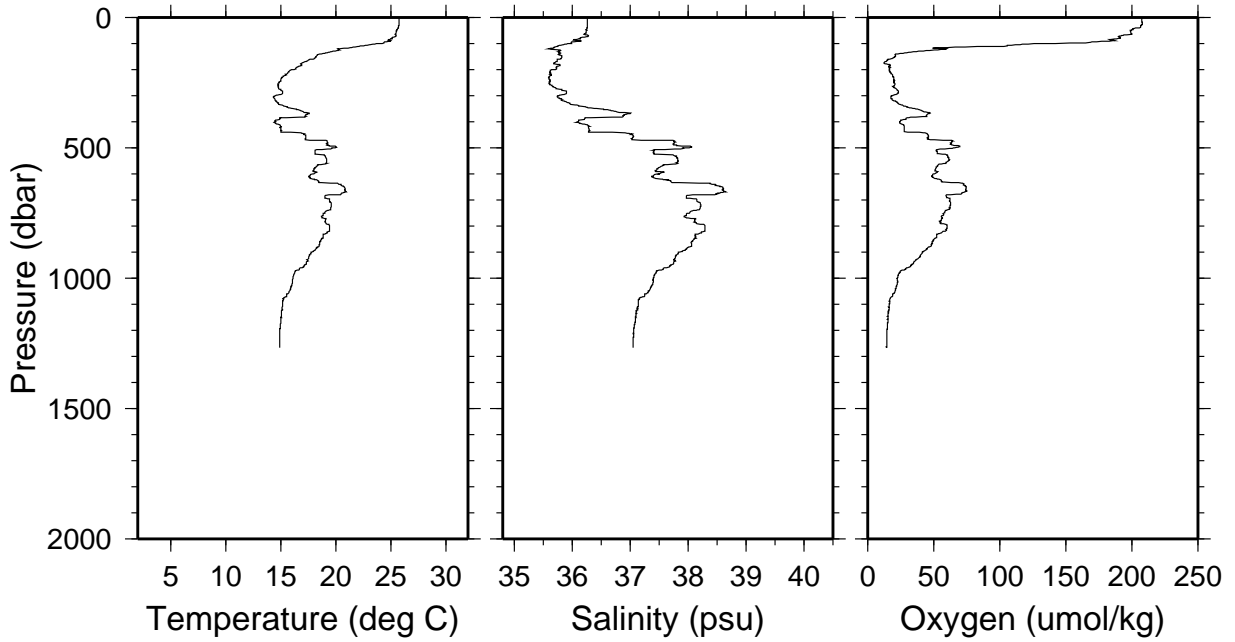 0
500
1000
1500
2000
Pressure (dbar)
5 10 15 20 25 30
Temperature (deg C)
35 36 37 38 39 40
Salinity (psu)
0 50 100 150 200 250
Oxygen (umol/kg)